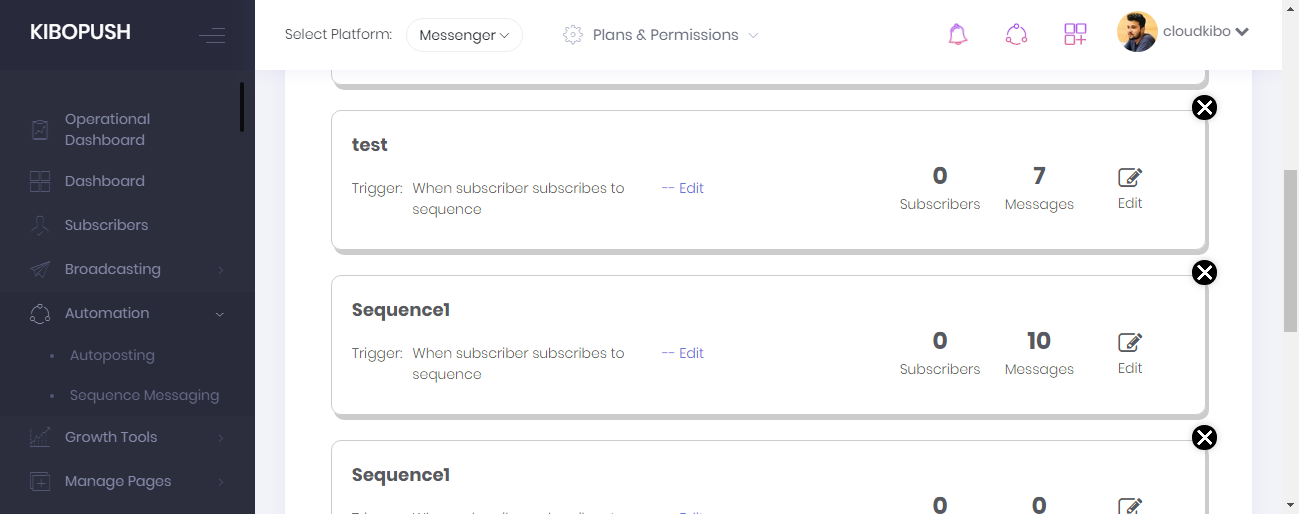 KIBOPUSH
Select Platform: Messenger Plans & Permissions cloudkibo
Operational
Dashboard
Dashboard
Subscribers
Broadcasting
Automation
Autoposting
Sequence Messaging
Growth Tools
Manage Pages
test
Trigger: When subscriber subscribes to
sequence
-- Edit
0
Subscribers
7
Messages
Edit
Sequence1
Trigger: When subscriber subscribes to
sequence
-- Edit
0
Subscribers
10
Messages
Edit
Sequence1
0
0